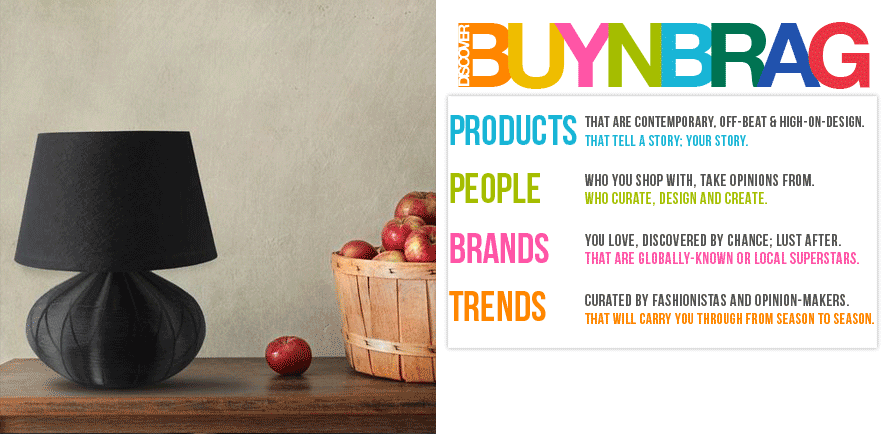 DISCOVER
BUYNBRAG
PRODUCTS
THAT ARE CONTEMPORARY, OFF-BEAT & HIGH-ON-DESIGN.
THAT TELL A STORY: YOUR STORY.
PEOPLE
WHO YOU SHOP WITH, TAKE OPINIONS FROM.
WHO CURATE, DESIGN AND CREATE.
BRANDS
YOU LOVE, DISCOVERED BY CHANCE; LUST AFTER.
THAT ARE GLOBALLY-KNOWN OR LOCAL SUPERSTARS.
TRENDS
CURATED BY FASHIONISTAS AND OPINION-MAKERS.
THAT WILL CARRY YOU THROUGH FROM SEASON TO SEASON.